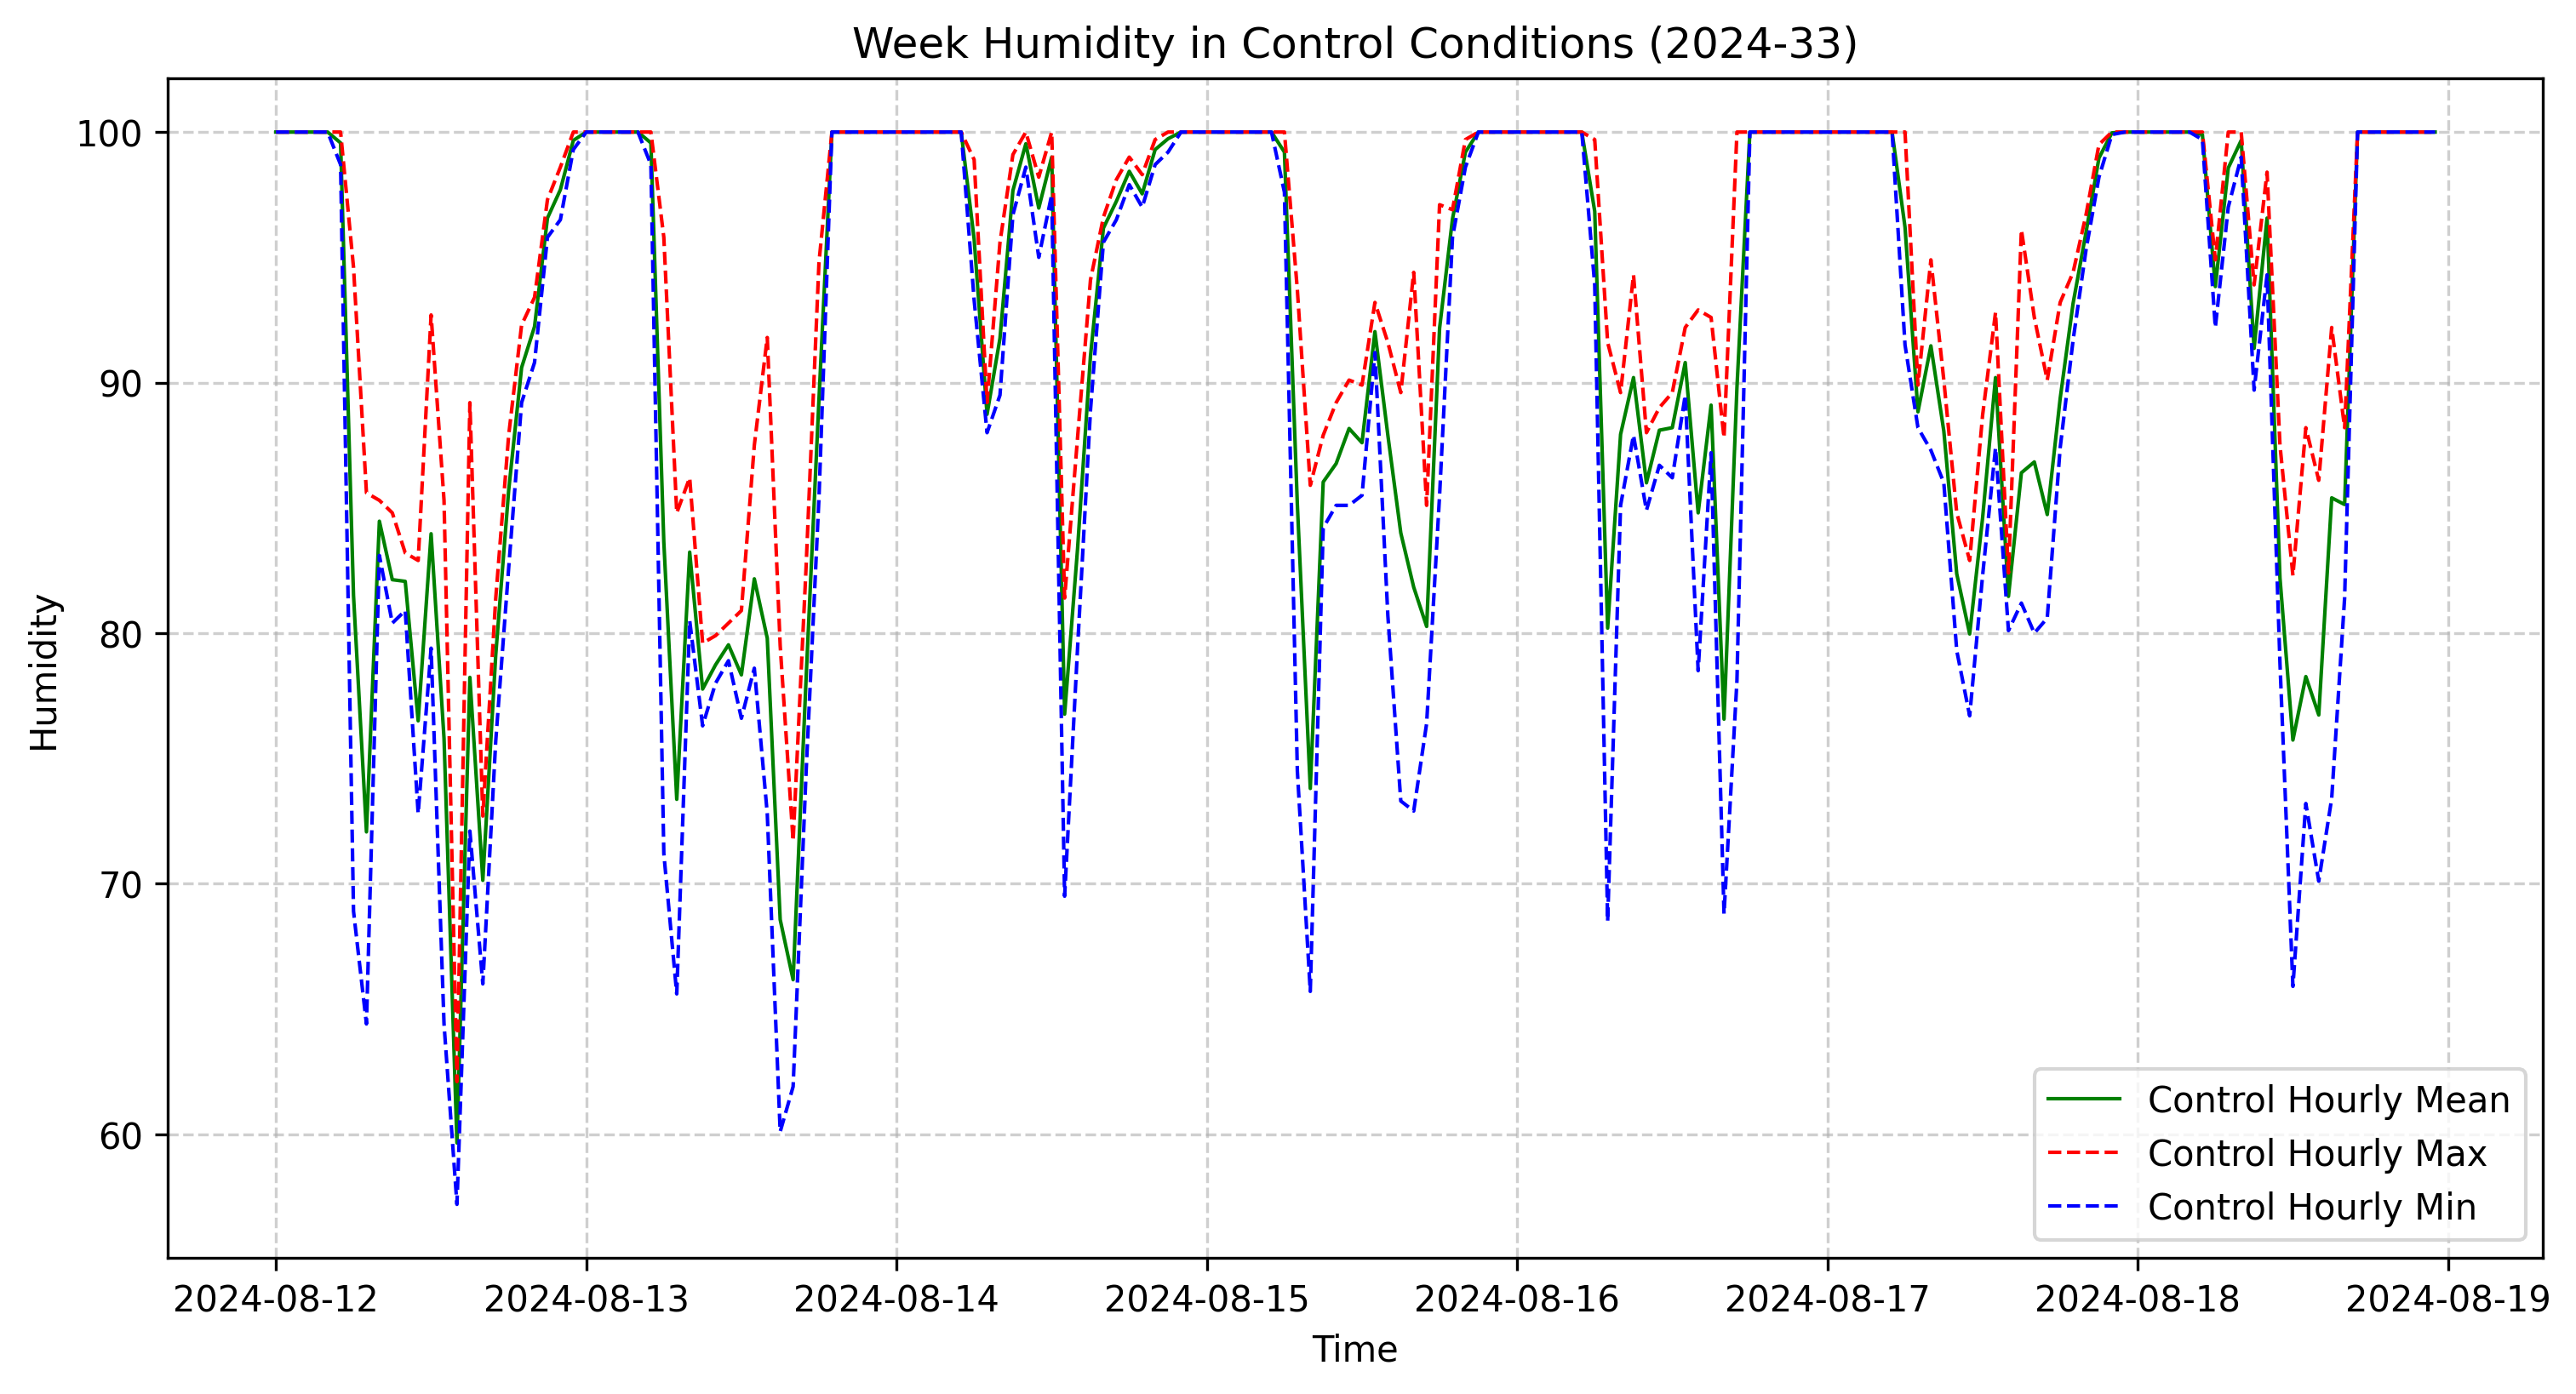 Week Humidity in Control Conditions (2024-33)
100
90
80
70
60
Humidity
Control Hourly Mean
Control Hourly Max
Control Hourly Min
2024-08-12 2024-08-13 2024-08-14 2024-08-15 2024-08-16 2024-08-17 2024-08-18 2024-08-19
Time